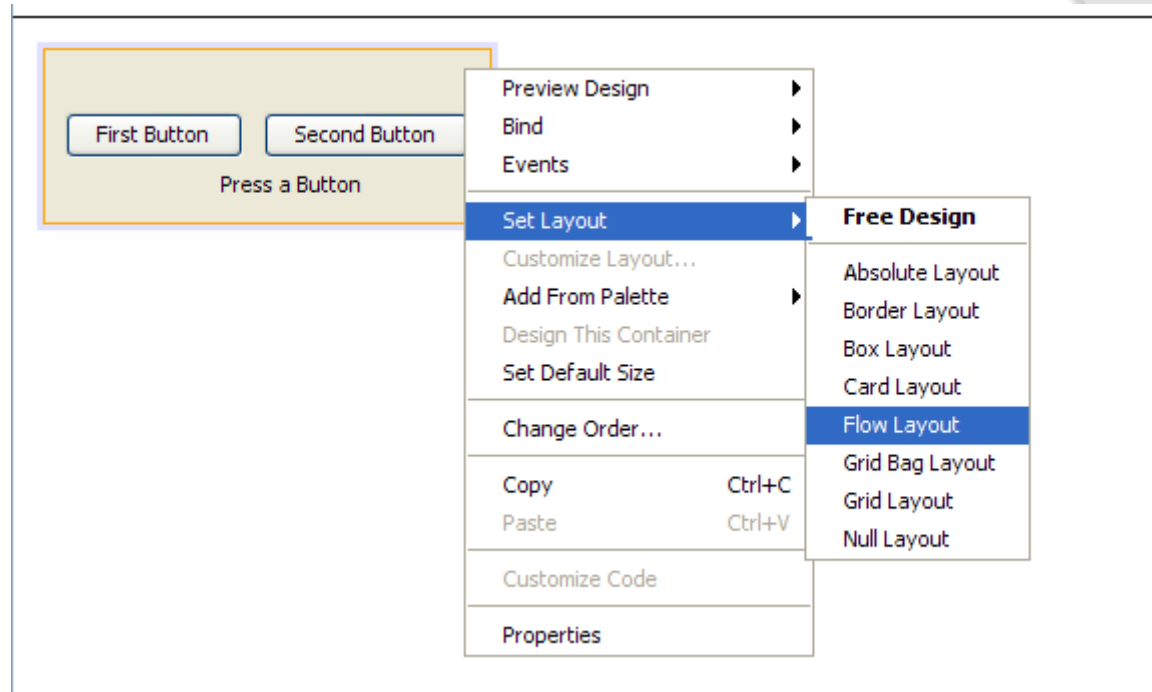 First Button
Second Button
Press a Button
Preview Design
Bind
Events
Set Layout
Customize Layout...
Add From Palette
Design This Container
Set Default Size
Change Order...
Copy Ctrl+C
Paste Ctrl+V
Customize Code
Properties
Free Design
Absolute Layout
Border Layout
Box Layout
Card Layout
Flow Layout
Grid Bag Layout
Grid Layout
Null Layout